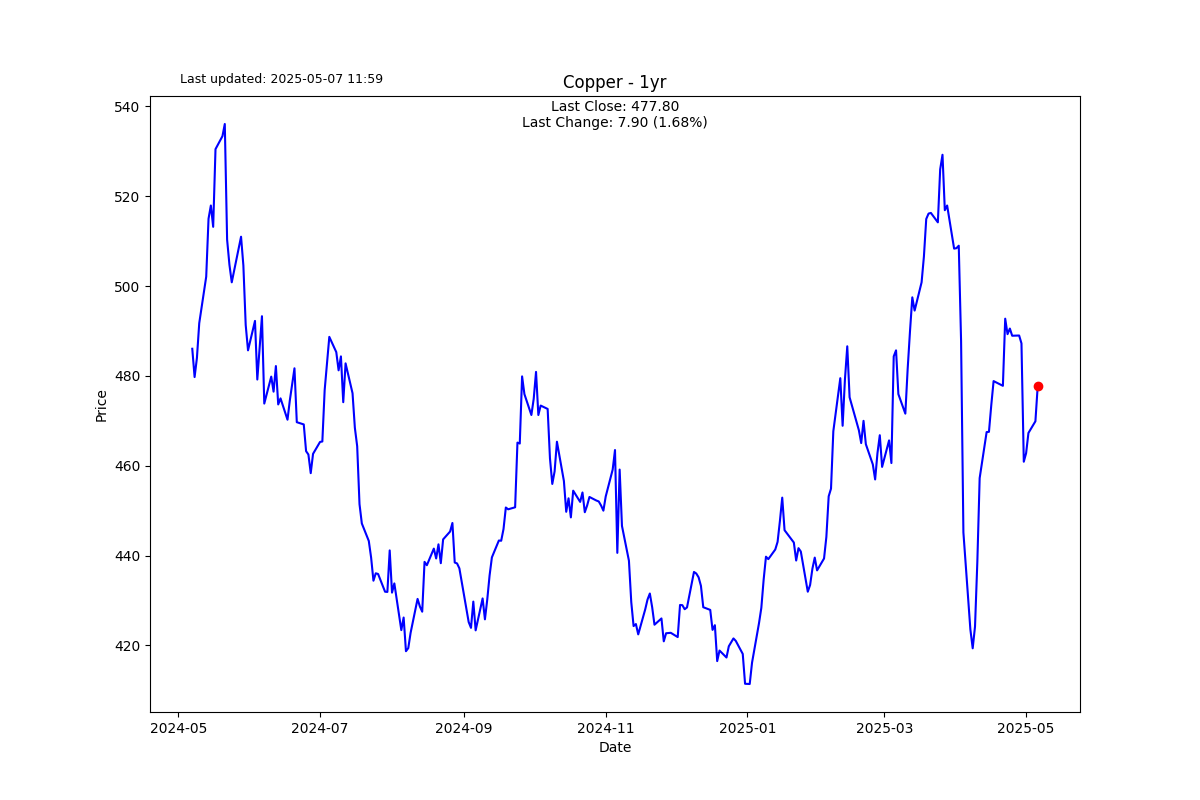 Last updated: 2025-05-07 11:59
Copper - 1yr
Last Close: 477.80
Last Change: 7.90 (1.68%)
540
520
500
480
460
440
420
Price
2024-05
2024-07
2024-09
2024-11
2025-01
2025-03
2025-05
Date